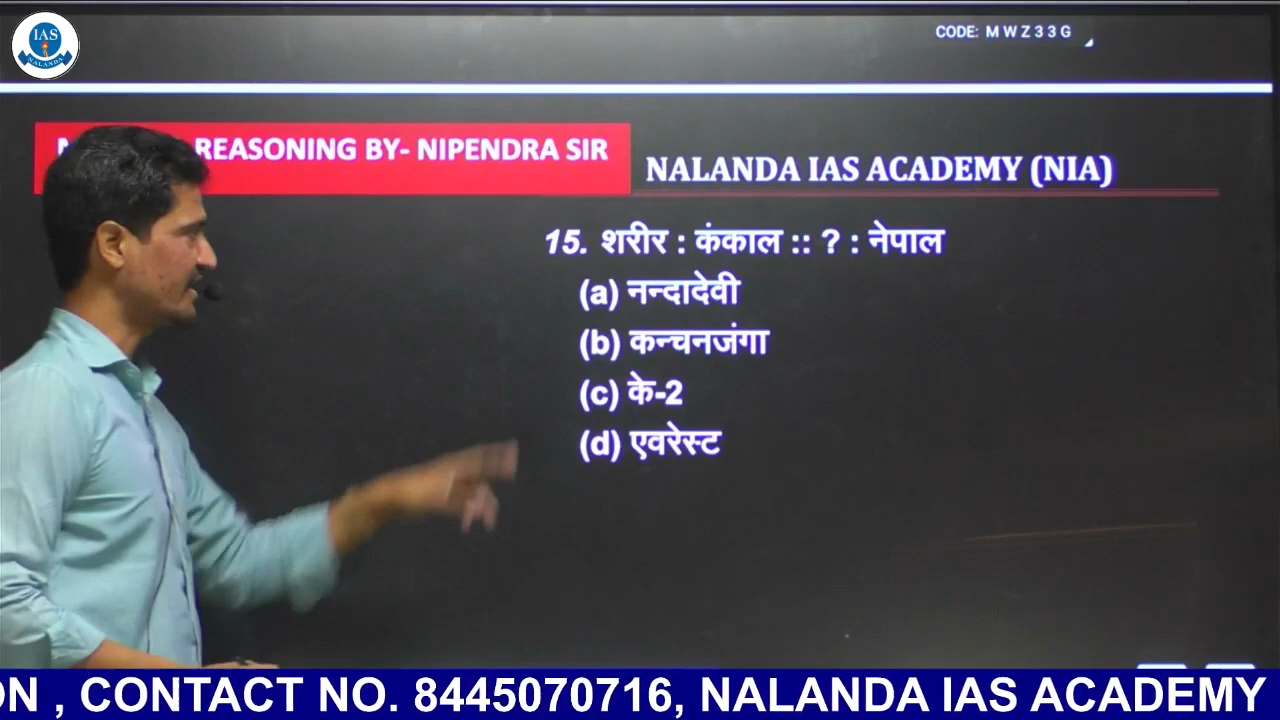 IAS
NALANDA
CODE: M W Z 3 3 G
REASONING BY- NIPENDRA SIR
NALANDA IAS ACADEMY (NIA)
15. शरीर : कंकाल :: ? : नेपाल
(a) नन्दादेवी
(b) कन्चनजंगा
(c) के-2
(d) एवरेस्ट
, CONTACT NO. 8445070716, NALANDA IAS ACADEMY